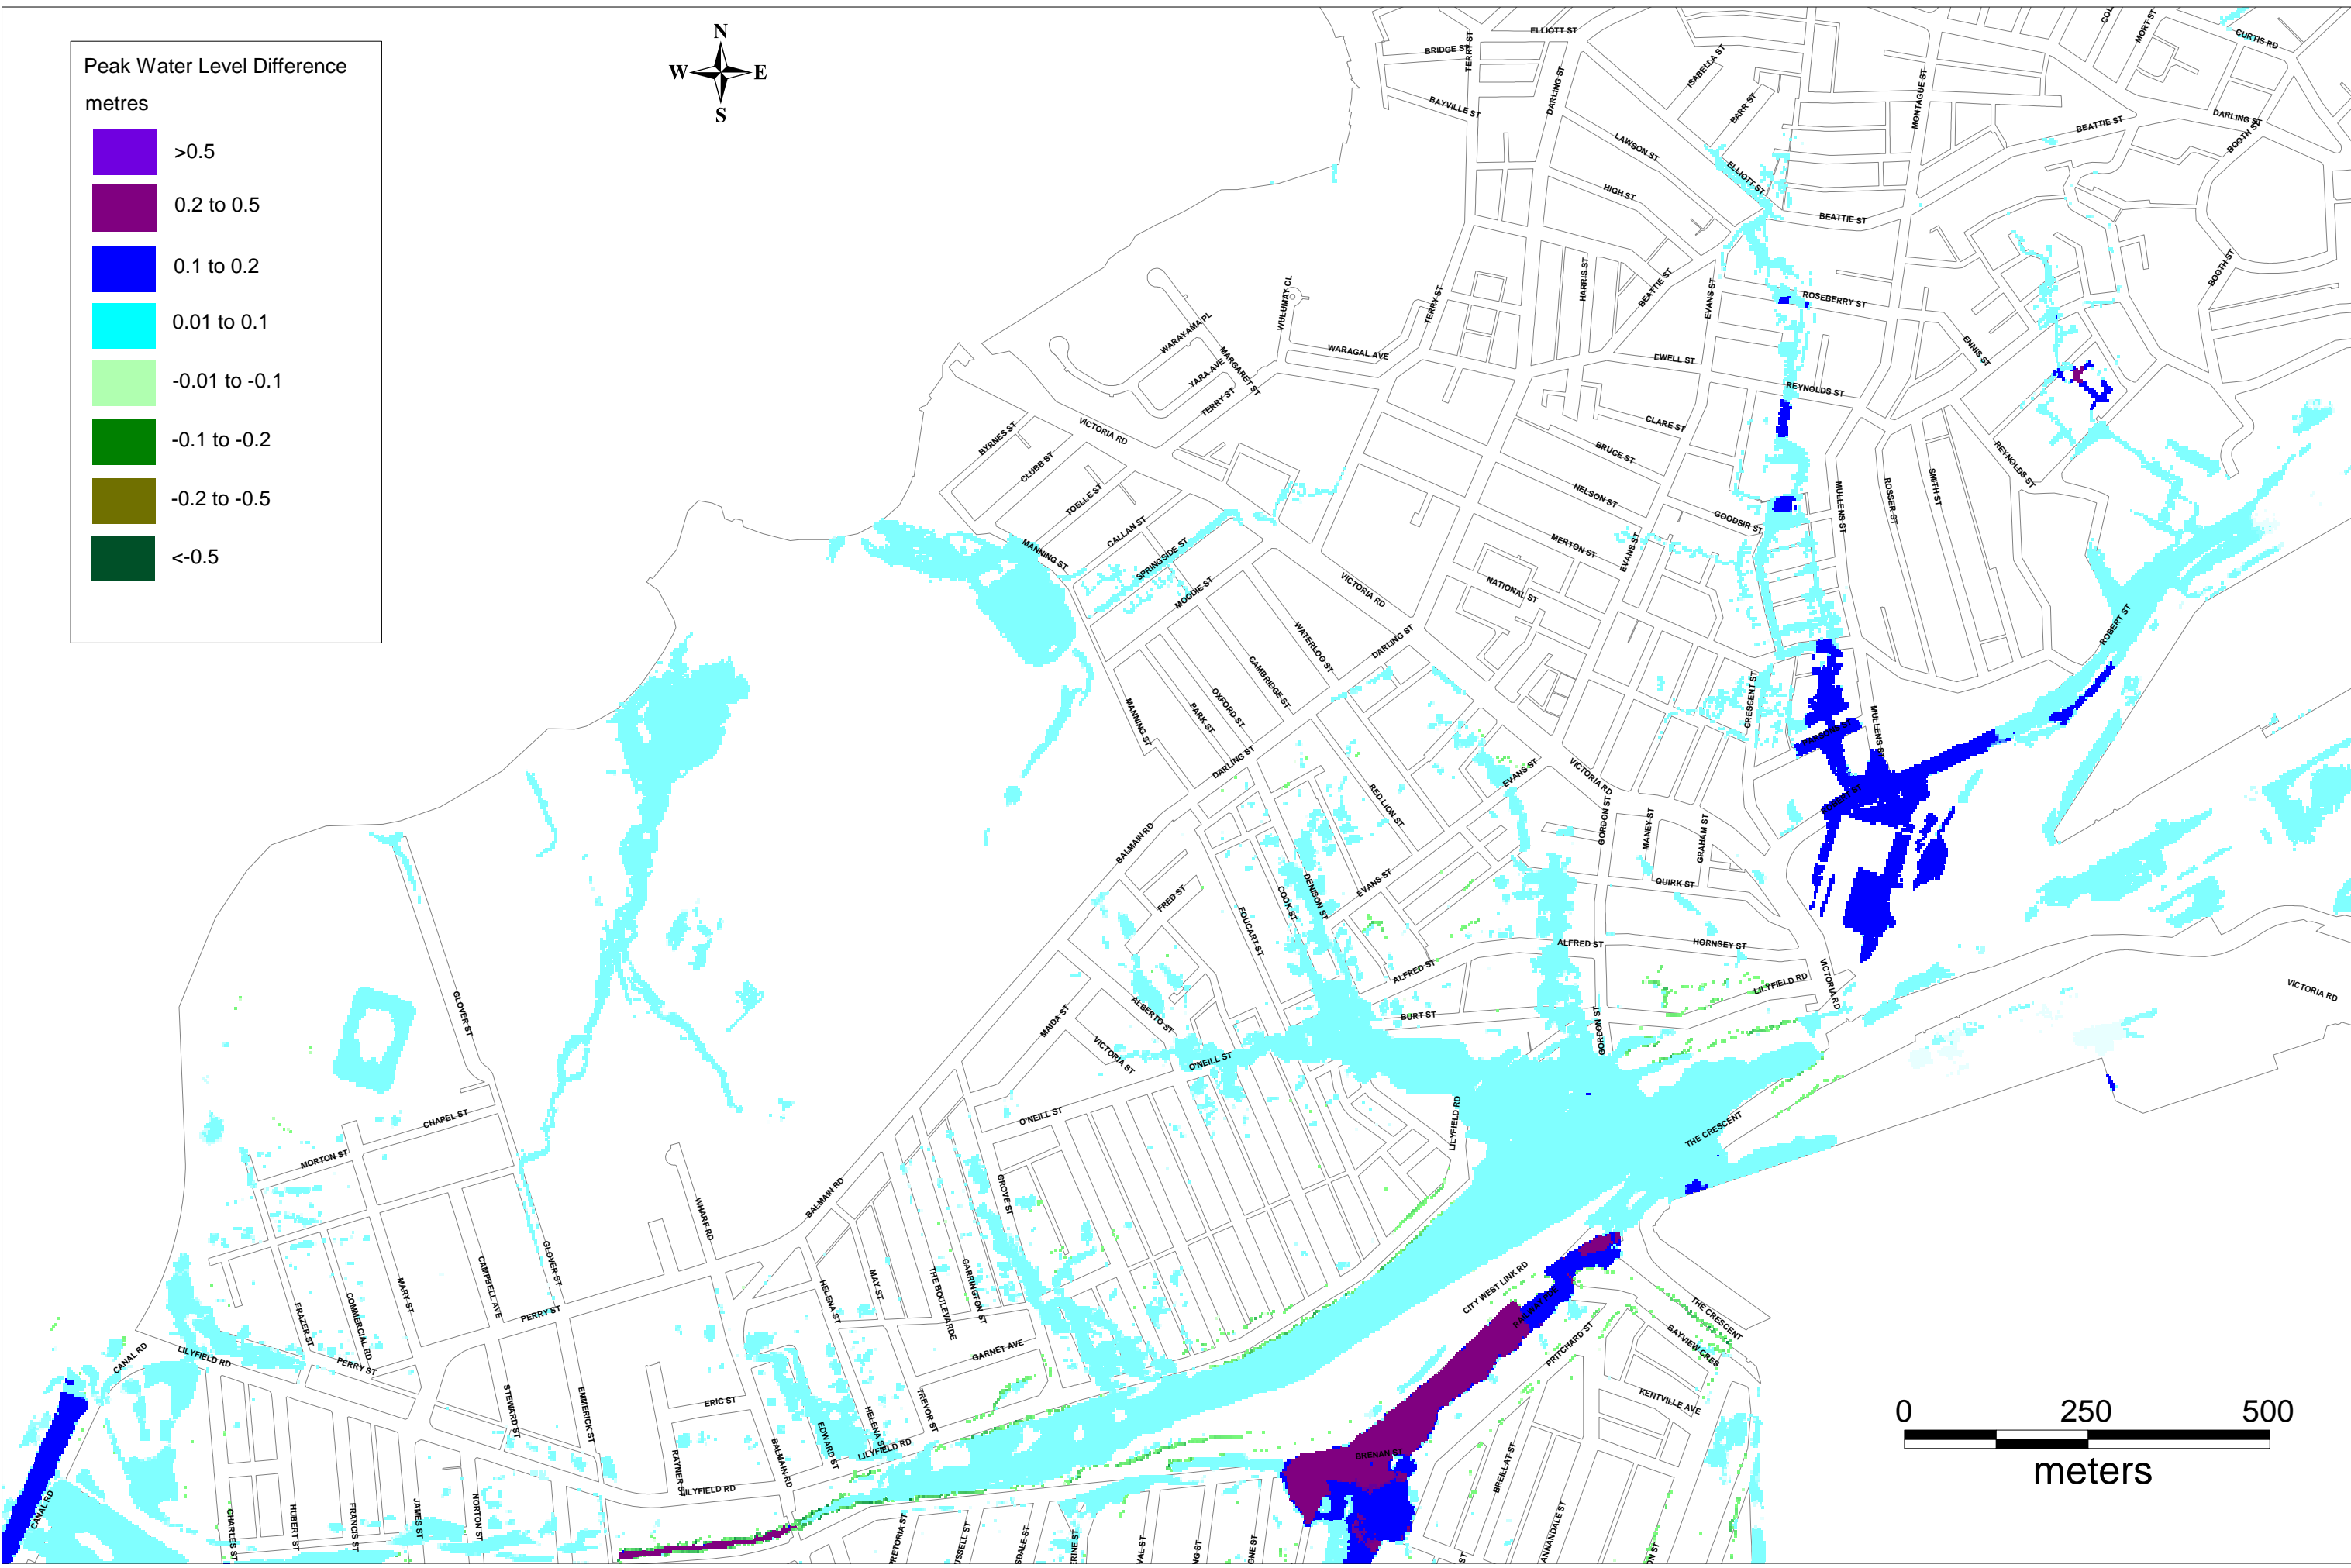 Peak Water Level Difference
metres
>0.5
0.2 to 0.5
0.1 to 0.2
0.01 to 0.1
-0.01 to -0.1
-0.1 to -0.2
-0.2 to -0.5
<-0.5
N
W
E
S
ELLIOTT ST
BRIDGE ST
TERRY ST
BAYVILLE ST
DARLING ST
ISABELLA ST
BARR ST
MONTAGUE ST
MORT ST
CURTIS RD
DARLING ST
BOOTH ST
BEATTIE ST
LAWSON ST
ELLIOTT ST
HIGH ST
BEATTIE ST
HARRIS ST
BEATTIE ST
EVANS ST
ROSEBERRY ST
BOOTH ST
ENNIS ST
WULUMAY CL
TERRY ST
WARAYAMA PL
MARGARET ST
YARA AVE
WARAGAL AVE
TERRY ST
EWELL ST
REYNOLDS ST
CLARE ST
BRUCE ST
BYRNES ST
VICTORIA RD
CLUBB ST
TOELLE ST
NELSON ST
MULLENS ST
ROSSER ST
SMITH ST
REYNOLDS ST
CALLAN ST
GOODSIR ST
MANNING ST
SPRINGSIDE ST
MERTON ST
EVANS ST
MOODIE ST
VICTORIA RD
NATIONAL ST
ROBERT ST
WATERLOO ST
DARLING ST
CAMBRIDGE ST
OXFORD ST
PARK ST
MANNING ST
CRESCENT ST
MULLENS ST
DARLING ST
RED LION ST
EVANS ST
VICTORIA RD
ROBERT ST
BALMAIN RD
GORDON ST
MANEY ST
GRAHAM ST
QUIRK ST
FRED ST
FOUCART ST
COOK ST
DENISON ST
EVANS ST
ALFRED ST
HORNSEY ST
ALFRED ST
LILYFIELD RD
VICTORIA RD
VICTORIA RD
GLOVER ST
MAIDA ST
ALBERTO ST
VICTORIA ST
BURT ST
GORDON ST
O'NEILL ST
O'NEILL ST
LILYFIELD RD
THE CRESCENT
CHAPEL ST
MORTON ST
WHARF RD
BALMAIN RD
GROVE ST
GLOVER ST
CAMPBELL AVE
MARY ST
COMMERCIAL RD
FRAZER ST
PERRY ST
HELENA ST
MAY ST
THE BOULEVARDE
CARRINGTON ST
GARNET AVE
CITY WEST LINK RD
THE CRESCENT
BAYVIEW CRES
PRITCHARD ST
KENTVILLE AVE
CANAL RD
LILYFIELD RD
PERRY ST
STEWARD ST
EMMERICK ST
ERIC ST
TREVOR ST
HELENA ST
EDWARD ST
BALMAIN RD
RAYNER ST
LILYFIELD RD
LILYFIELD RD
BRENAN ST
BREILLAT ST
ANNANDALE ST
CANAL RD
CHARLES ST
HUBERT ST
FRANCIS ST
JAMES ST
NORTON ST
0 250 500
meters